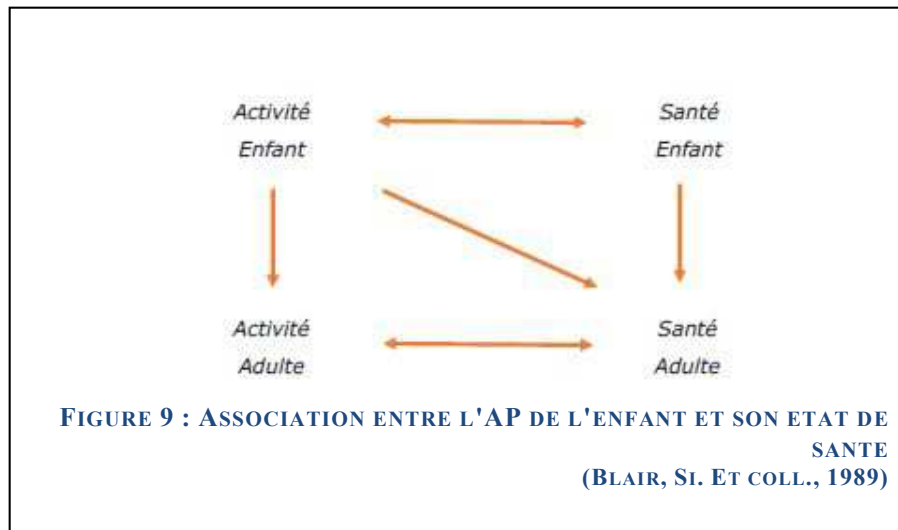 Activité
Enfant
Santé
Enfant
Activité
Adulte
Santé
Adulte
FIGURE 9 : ASSOCIATION ENTRE L'AP DE L'ENFANT ET SON ETAT DE
SANTE
(BLAIR, SI. ET COLL., 1989)